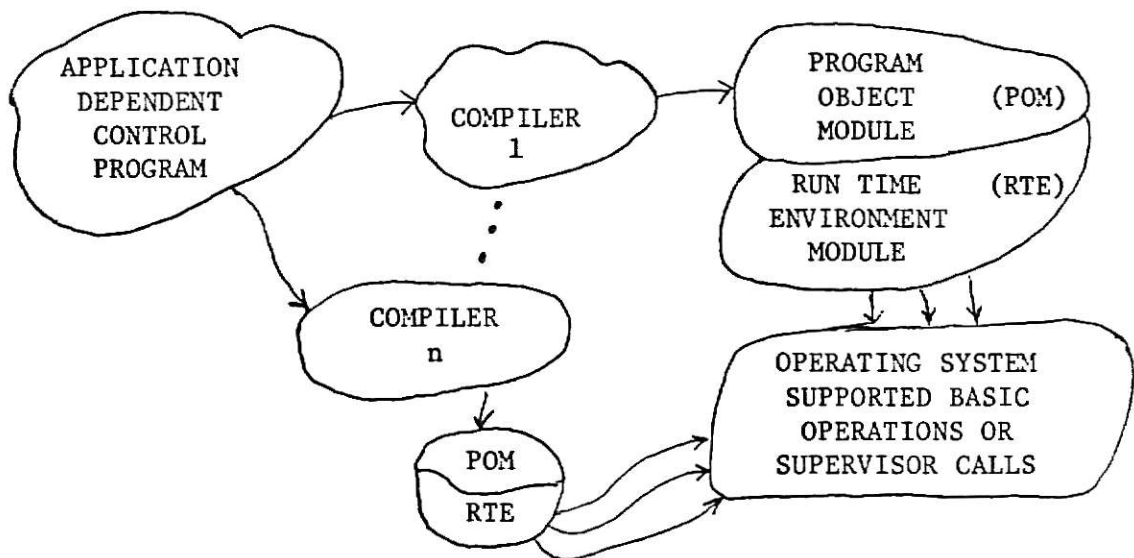 APPLICATION
DEPENDENT
CONTROL
PROGRAM
COMPILER
1
PROGRAM
OBJECT (POM)
MODULE
RUN TIME (RTE)
ENVIRONMENT
MODULE
COMPILER
n
POM
RTE
OPERATING SYSTEM
SUPPORTED BASIC
OPERATIONS OR
SUPERVISOR CALLS